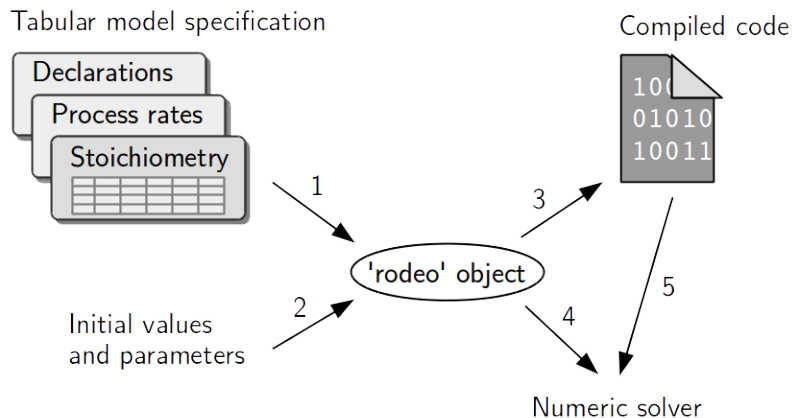 Tabular model specification
Compiled code
Declarations
Process rates
Stoichiometry
100
01010
10011
1
3
'rodeo' object
2
5
4
Initial values
and parameters
Numeric solver